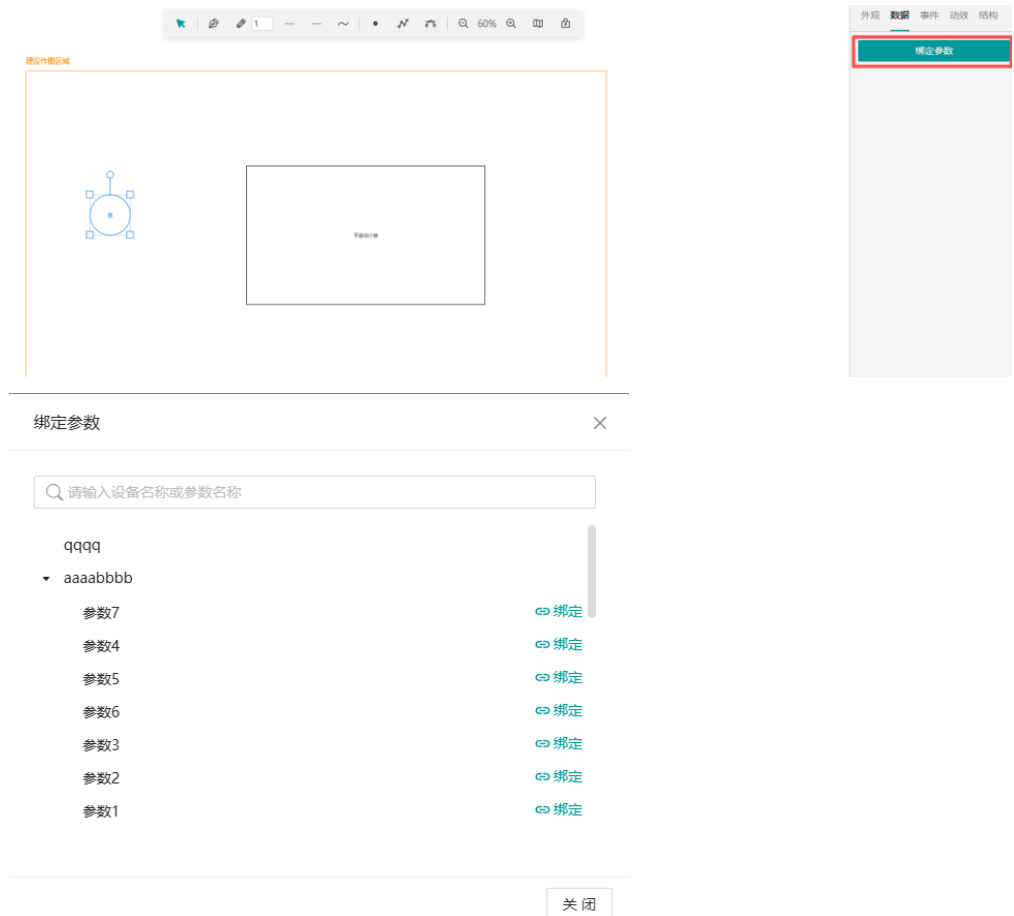 1
60%
外观 数据 事件 动效 结构
绑定参数
建议作图区域
圆
绑定参数
请输入设备名称或参数名称
qqqq
aaaabbbb
参数7 绑定
参数4 绑定
参数5 绑定
参数6 绑定
参数3 绑定
参数2 绑定
参数1 绑定
关 闭